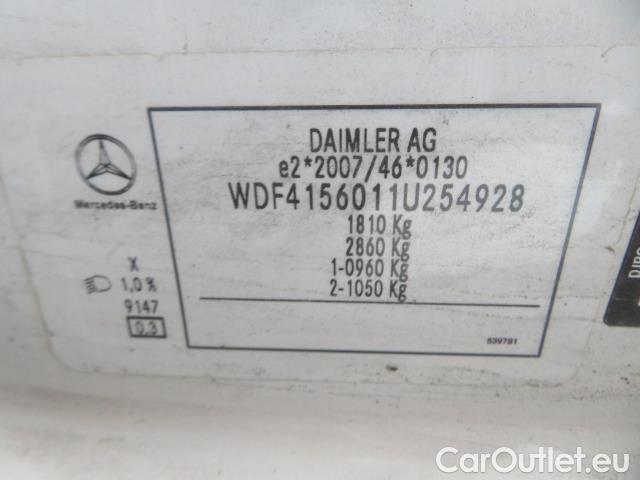 DAIMLER AG
e2*2007/46*0130
WDF4156011U254928
1810 Kg
2860 Kg
1-0960 Kg
2-1050 Kg
Mercedes-Benz
X
1,0 %
9147
0.3
539791
CarOutlet.eu